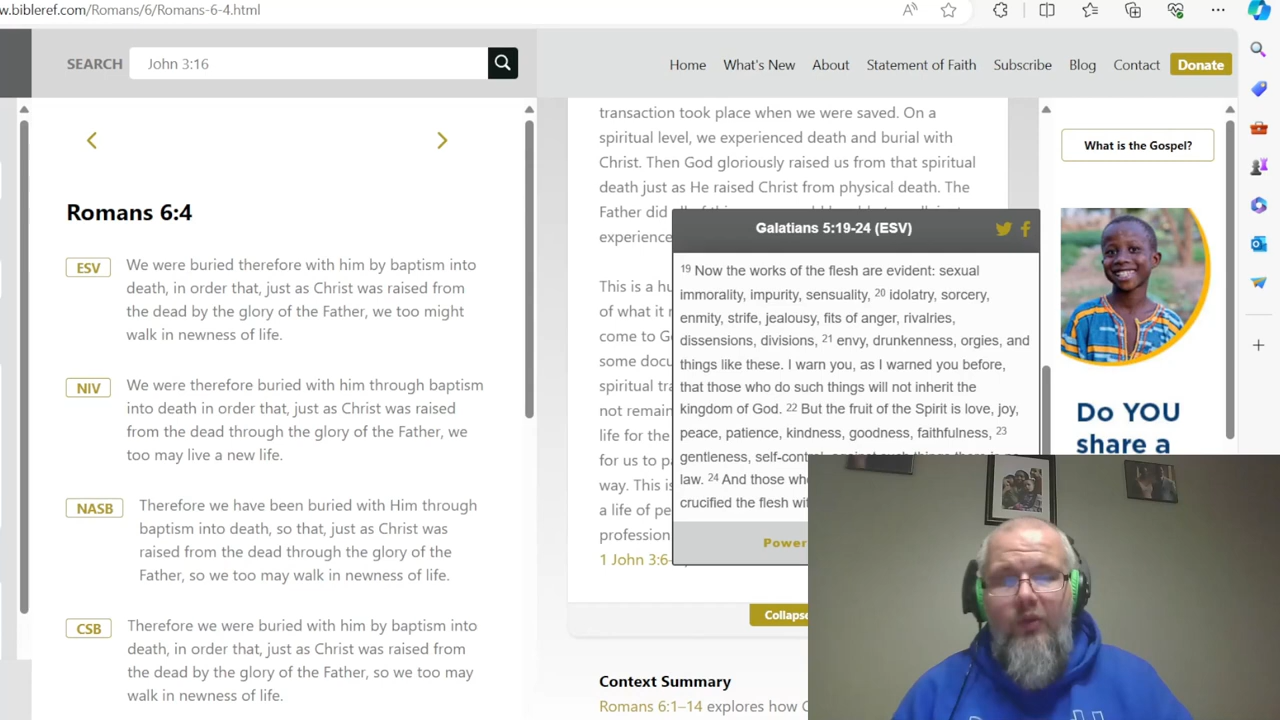 w.bibleref.com/Romans/6/Romans-6-4.html
SEARCH
John 3:16
Home
What's New
About
Statement of Faith
Subscribe
Blog
Contact
Donate
Romans 6:4
ESV
We were buried therefore with him by baptism into
death, in order that, just as Christ was raised from
the dead by the glory of the Father, we too might
walk in newness of life.
NIV
We were therefore buried with him through baptism
into death in order that, just as Christ was raised
from the dead through the glory of the Father, we
too may live a new life.
NASB
Therefore we have been buried with Him through
baptism into death, so that, just as Christ was
raised from the dead through the glory of the
Father, so we too may walk in newness of life.
CSB
Therefore we were buried with him by baptism into
death, in order that, just as Christ was raised from
the dead by the glory of the Father, so we too may
walk in newness of life.
transaction took place when we were saved. On a
spiritual level, we experienced death and burial with
Christ. Then God gloriously raised us from that spiritual
death just as He raised Christ from physical death. The
Father did
experience
This is a hu
of what it r
come to Go
some docu
spiritual tra
not remain
life for the
for us to p
way. This is
a life of pe
profession
1 John 3:6
Collapse
Context Summary
Romans 6:1–14 explores how
Galatians 5:19-24 (ESV)
19 Now the works of the flesh are evident: sexual
immorality, impurity, sensuality, 20 idolatry, sorcery,
enmity, strife, jealousy, fits of anger, rivalries,
dissensions, divisions, 21 envy, drunkenness, orgies, and
things like these. I warn you, as I warned you before,
that those who do such things will not inherit the
kingdom of God. 22 But the fruit of the Spirit is love, joy,
peace, patience, kindness, goodness, faithfulness, 23
gentleness, self-control;
law. 24 And those who
crucified the flesh
Power
What is the Gospel?
Do YOU
share a